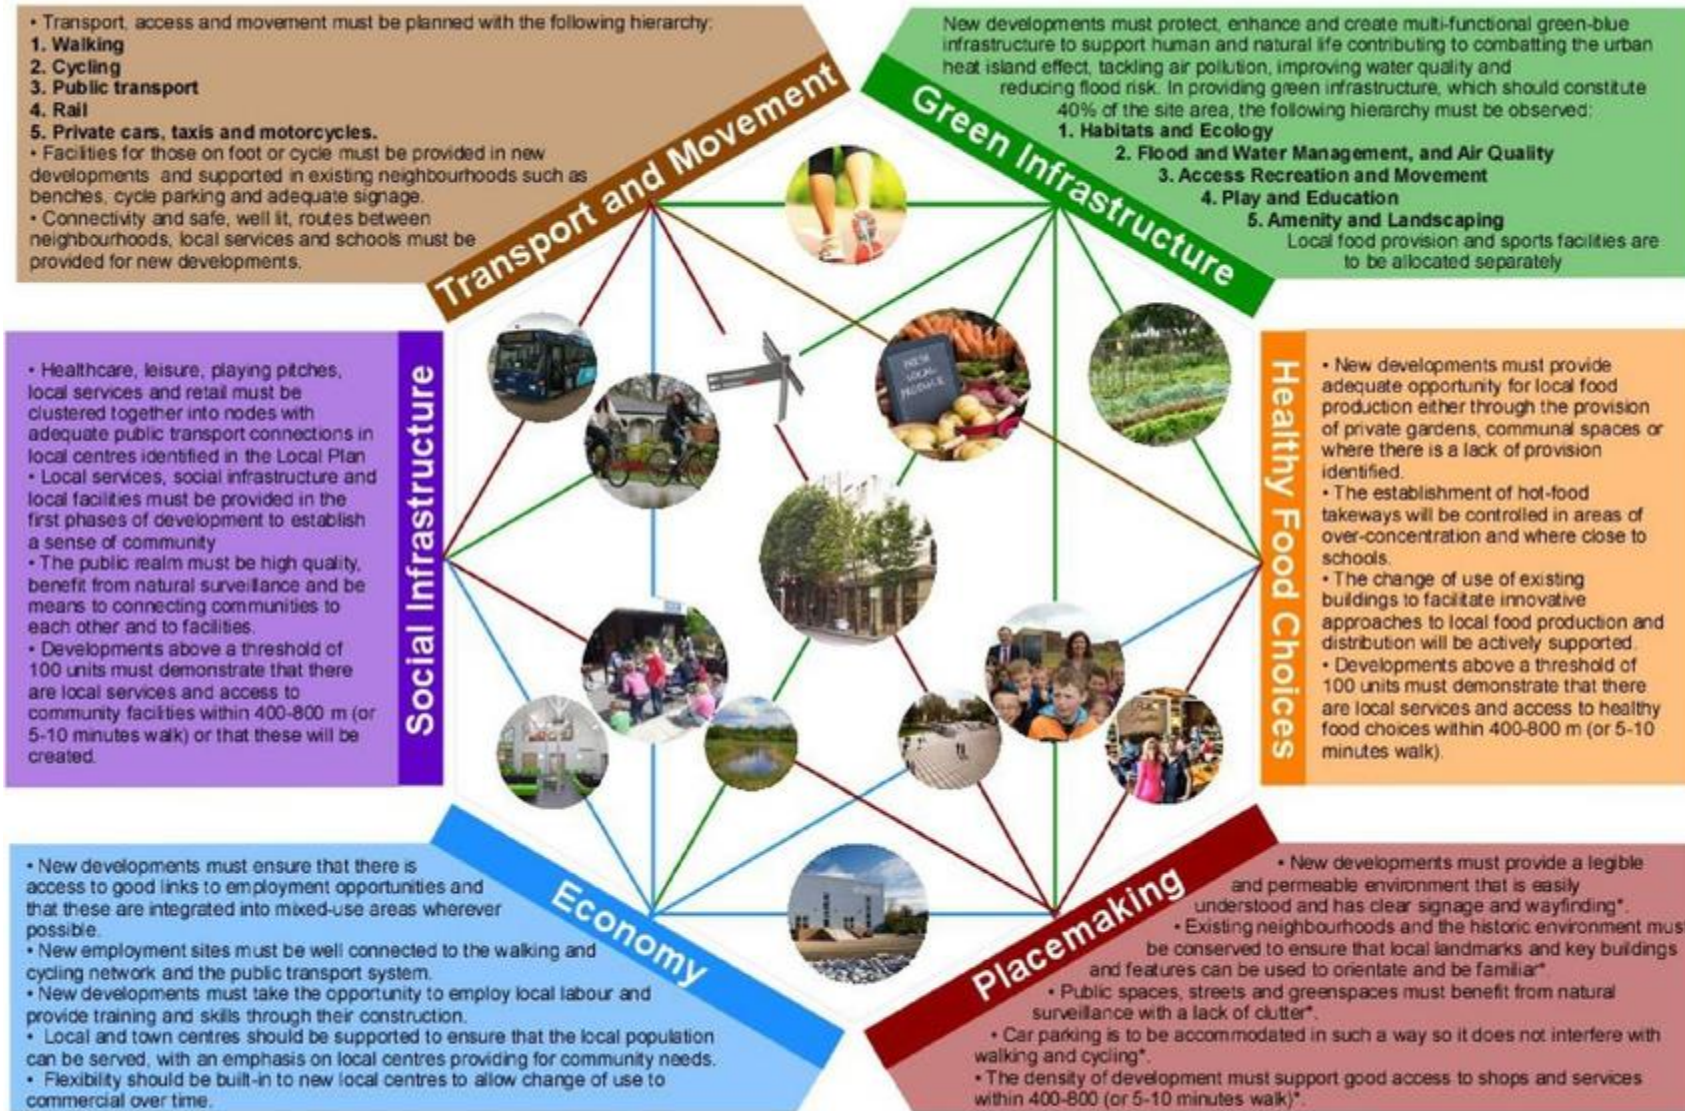 • Transport, access and movement must be planned with the following hierarchy:
1. Walking
2. Cycling
3. Public transport
4. Rail
5. Private cars, taxis and motorcycles.
• Facilities for those on foot or cycle must be provided in new
developments and supported in existing neighbourhoods such as
benches, cycle parking and adequate signage.
• Connectivity and safe, well lit, routes between
neighbourhoods, local services and schools must be
provided for new developments.
Transport and Movement
New developments must protect, enhance and create multi-functional green-blue
infrastructure to support human and natural life contributing to combatting the urban
heat island effect, tackling air pollution, improving water quality and
reducing flood risk. In providing green infrastructure, which should constitute
40% of the site area, the following hierarchy must be observed:
1. Habitats and Ecology
2. Flood and Water Management, and Air Quality
3. Access Recreation and Movement
4. Play and Education
5. Amenity and Landscaping
Local food provision and sports facilities are
to be allocated separately
Green Infrastructure
• Healthcare, leisure, playing pitches,
local services and retail must be
clustered together into nodes with
adequate public transport connections in
local centres identified in the Local Plan
• Local services, social infrastructure and
local facilities must be provided in the
first phases of development to establish
a sense of community
• The public realm must be high quality,
benefit from natural surveillance and be
means to connecting communities to
each other and to facilities.
• Developments above a threshold of
100 units must demonstrate that there
are local services and access to
community facilities within 400-800 m (or
5-10 minutes walk) or that these will be
created.
Social Infrastructure
LOCAL
PRODUCE
Healthy Food Choices
• New developments must provide
adequate opportunity for local food
production either through the provision
of private gardens, communal spaces or
where there is a lack of provision
identified.
• The establishment of hot-food
takeways will be controlled in areas of
over-concentration and where close to
schools.
• The change of use of existing
buildings to facilitate innovative
approaches to local food production and
distribution will be actively supported.
• Developments above a threshold of
100 units must demonstrate that there
are local services and access to healthy
food choices within 400-800 m (or 5-10
minutes walk).
Economy
• New developments must ensure that there is
access to good links to employment opportunities and
that these are integrated into mixed-use areas wherever
possible.
• New employment sites must be well connected to the walking and
cycling network and the public transport system.
• New developments must take the opportunity to employ local labour and
provide training and skills through their construction.
• Local and town centres should be supported to ensure that the local population
can be served, with an emphasis on local centres providing for community needs.
• Flexibility should be built-in to new local centres to allow change of use to
commercial over time.
Placemaking
• New developments must provide a legible
and permeable environment that is easily
understood and has clear signage and wayfinding*.
• Existing neighbourhoods and the historic environment must
be conserved to ensure that local landmarks and key buildings
and features can be used to orientate and be familiar*.
• Public spaces, streets and greenspaces must benefit from natural
surveillance with a lack of clutter*.
• Car parking is to be accommodated in such a way so it does not interfere with
walking and cycling*.
• The density of development must support good access to shops and services
within 400-800 (or 5-10 minutes walk)*.